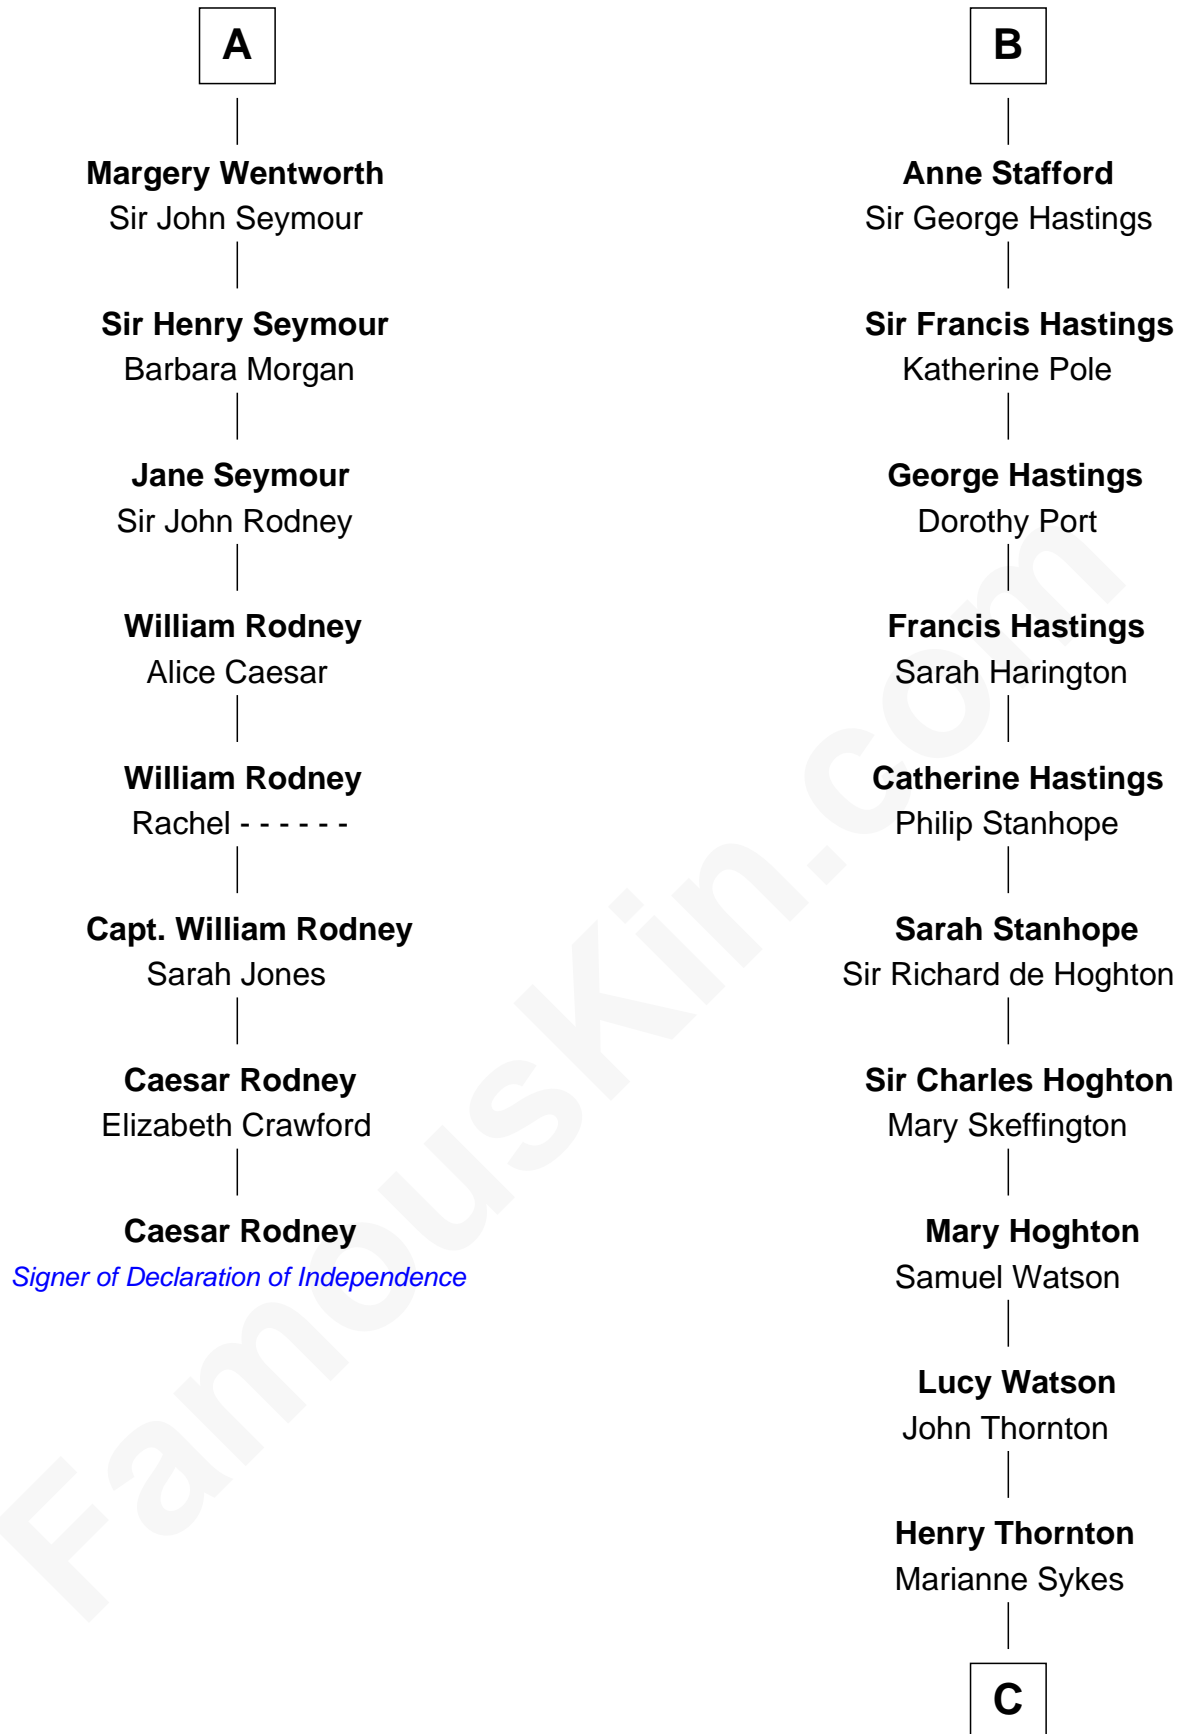 A
Margery Wentworth
Sir John Seymour
Sir Henry Seymour
Barbara Morgan
Jane Seymour
Sir John Rodney
William Rodney
Alice Caesar
William Rodney
Rachel - - - - - -
Capt. William Rodney
Sarah Jones
Caesar Rodney
Elizabeth Crawford
Caesar Rodney
Signer of Declaration of Independence
B
Anne Stafford
Sir George Hastings
Sir Francis Hastings
Katherine Pole
George Hastings
Dorothy Port
Francis Hastings
Sarah Harington
Catherine Hastings
Philip Stanhope
Sarah Stanhope
Sir Richard de Hoghton
Sir Charles Hoghton
Mary Skeffington
Mary Hoghton
Samuel Watson
Lucy Watson
John Thornton
Henry Thornton
Marianne Sykes
C
FamousKin.com